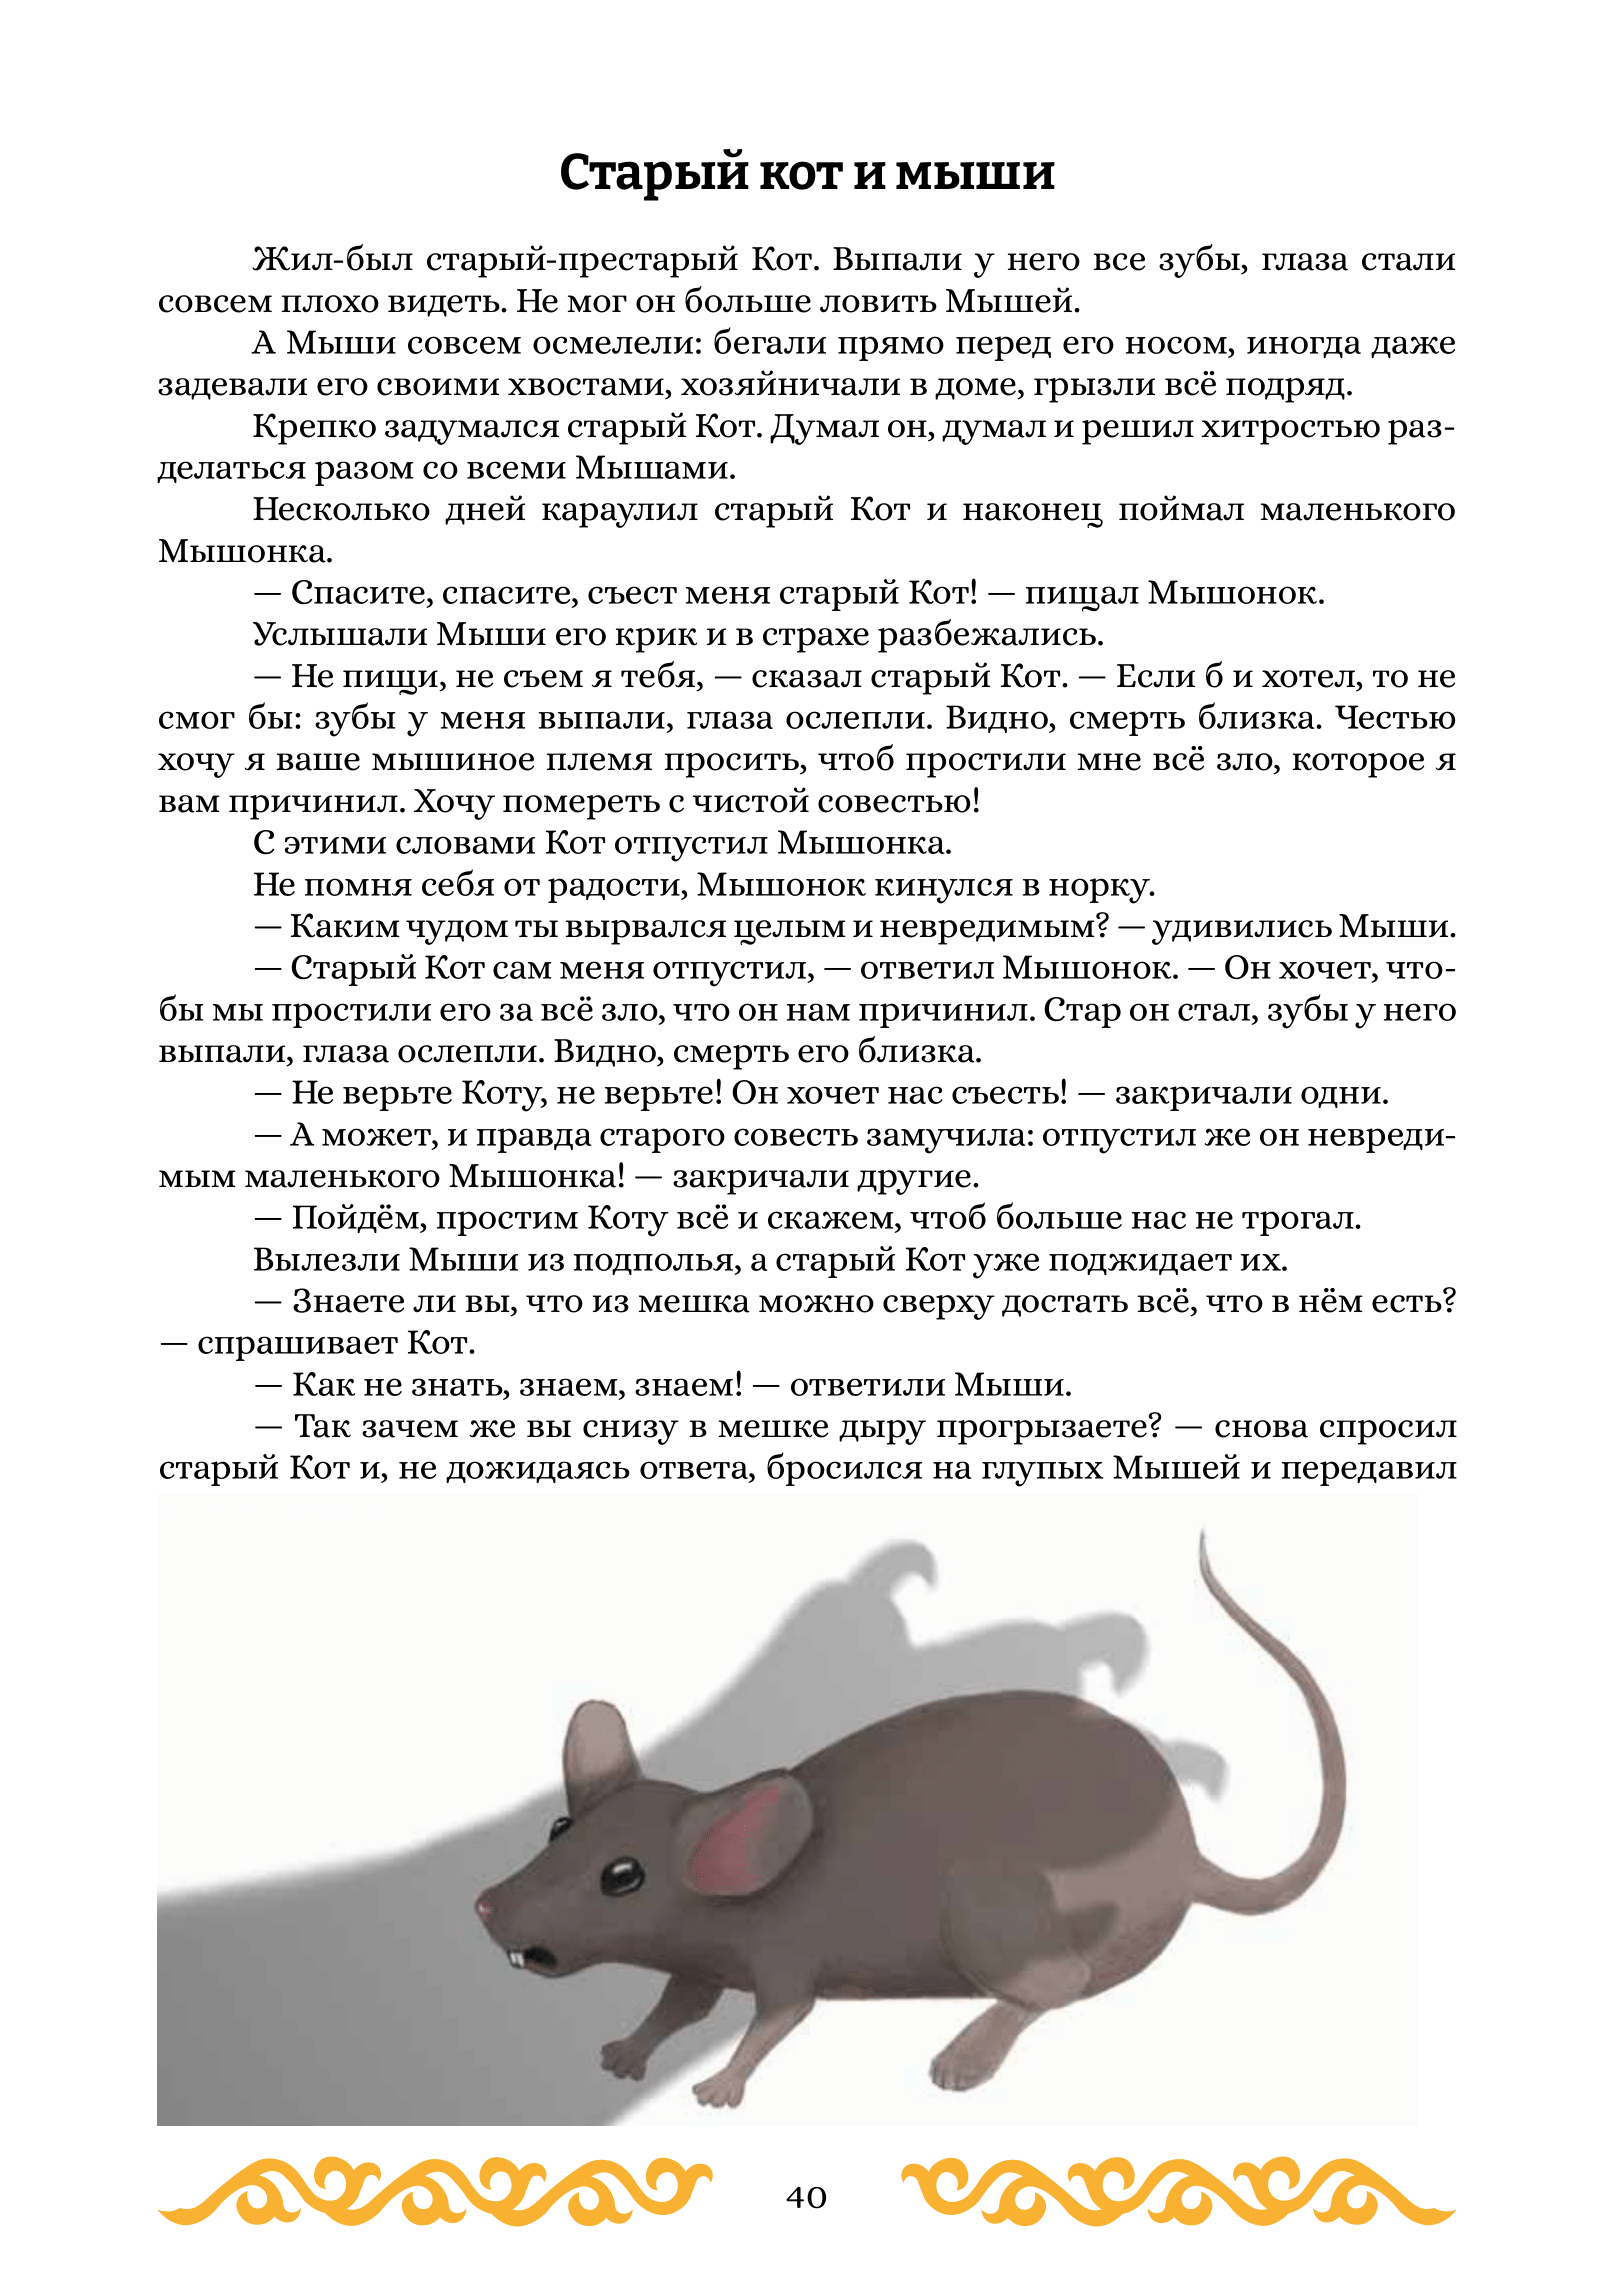 Старый кот и мыши
Жил-был старый-престарый Кот. Выпали у него все зубы, глаза стали
совсем плохо видеть. Не мог он больше ловить Мышей.
А Мыши совсем осмелели: бегали прямо перед его носом, иногда даже
задевали его своими хвостами, хозяйничали в доме, грызли всё подряд.
Крепко задумался старый Кот. Думал он, думал и решил хитростью раз-
делаться разом со всеми Мышами.
Несколько дней караулил старый Кот и наконец поймал маленького
Мышонка.
— Спасите, спасите, съест меня старый Кот! — пищал Мышонок.
Услышали Мыши его крик и в страхе разбежались.
— Не пищи, не съем я тебя, — сказал старый Кот. — Если б и хотел, то не
смог бы: зубы у меня выпали, глаза ослепли. Видно, смерть близка. Честью
хочу я ваше мышиное племя просить, чтоб простили мне всё зло, которое я
вам причинил. Хочу помереть с чистой совестью!
С этими словами Кот отпустил Мышонка.
Не помня себя от радости, Мышонок кинулся в норку.
— Каким чудом ты вырвался целым и невредимым? — удивились Мыши.
— Старый Кот сам меня отпустил, — ответил Мышонок. — Он хочет, что-
бы мы простили его за всё зло, что он нам причинил. Стар он стал, зубы у него
выпали, глаза ослепли. Видно, смерть его близка.
— Не верьте Коту, не верьте! Он хочет нас съесть! — закричали одни.
— А может, и правда старого совесть замучила: отпустил же он невреди-
мым маленького Мышонка! — закричали другие.
— Пойдём, простим Коту всё и скажем, чтоб больше нас не трогал.
Вылезли Мыши из подполья, а старый Кот уже поджидает их.
— Знаете ли вы, что из мешка можно сверху достать всё, что в нём есть?
— спрашивает Кот.
— Как не знать, знаем, знаем! — ответили Мыши.
— Так зачем же вы снизу в мешке дыру прогрызаете? — снова спросил
старый Кот и, не дожидаясь ответа, бросился на глупых Мышей и передавил
40